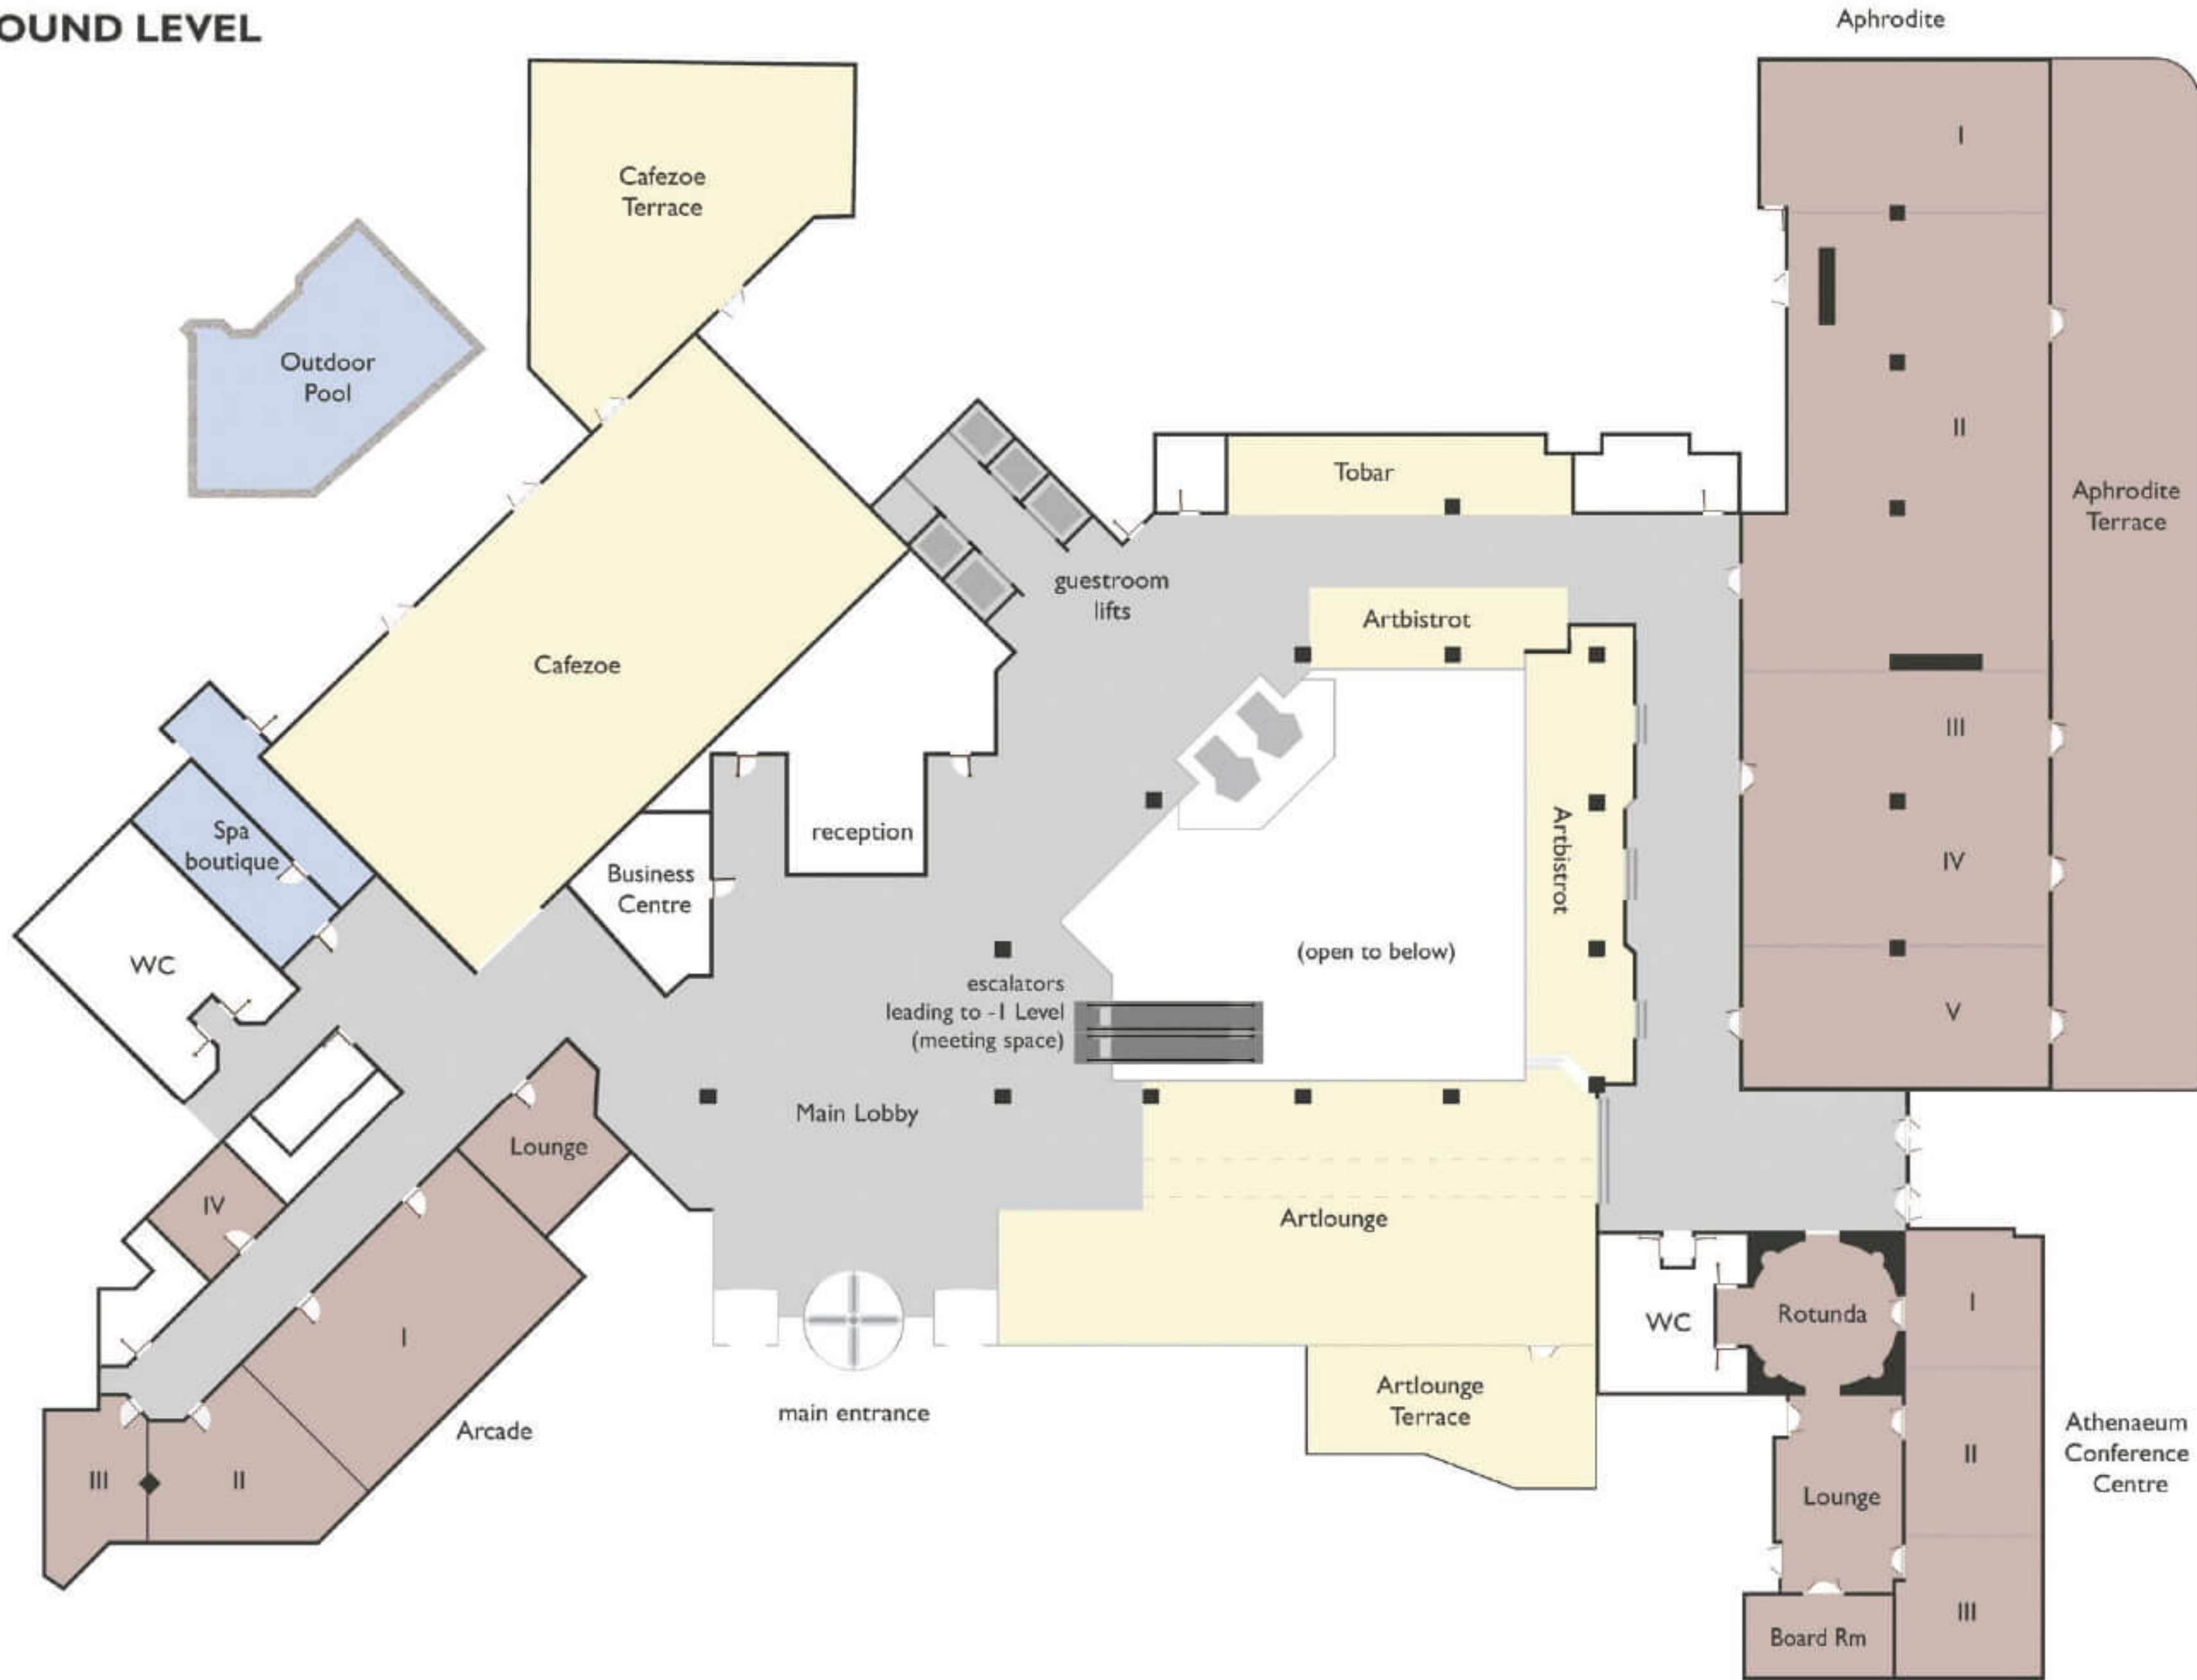 OUND LEVEL
Aphrodite
I
Cafezoe
Terrace
Outdoor
Pool
II
Tobar
Aphrodite
Terrace
guestroom
lifts
Artbistrot
Cafezoe
III
Spa
boutique
reception
Artbistrot
IV
Business
Centre
WC
(open to below)
escalators
leading to -1 Level
(meeting space)
V
Main Lobby
Lounge
IV
Artlounge
I
Arcade
main entrance
Artlounge
Terrace
WC
Rotunda
I
III
II
II
Athenaeum
Conference
Centre
Lounge
III
Board Rm